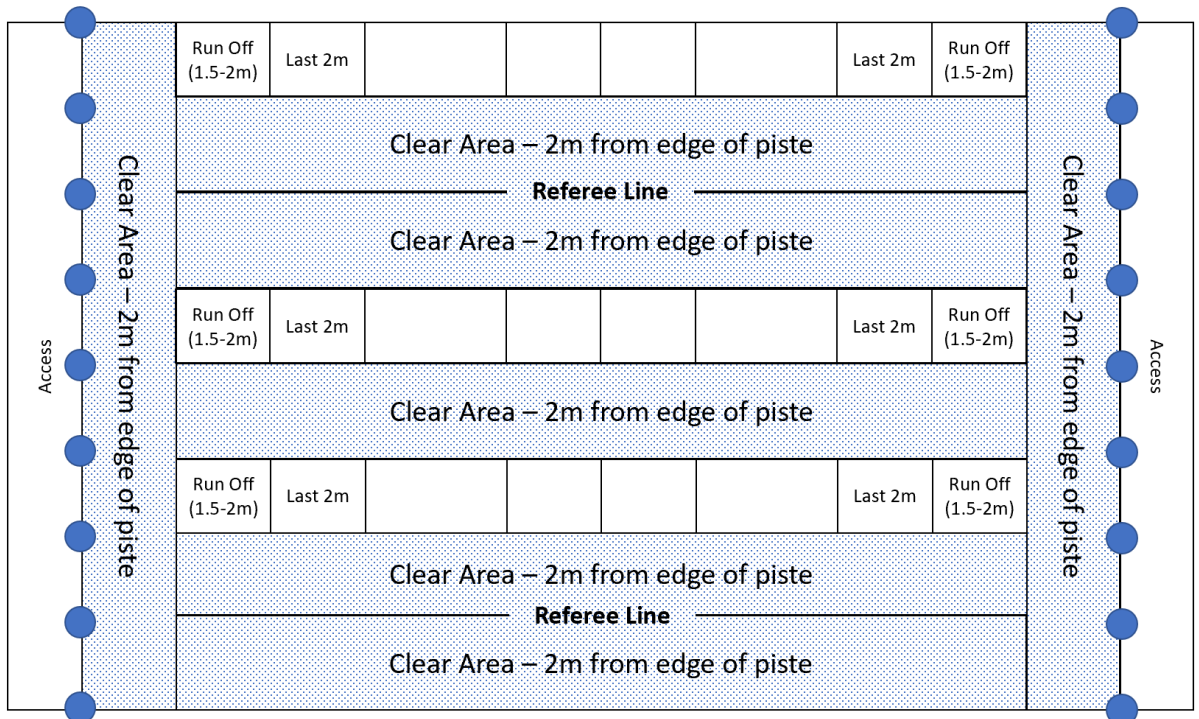 Run Off
(1.5-2m)
Last 2m
Last 2m
Run Off
(1.5-2m)
Clear Area – 2m from edge of piste
Referee Line
Clear Area – 2m from edge of piste
Run Off
(1.5-2m)
Last 2m
Last 2m
Run Off
(1.5-2m)
Clear Area – 2m from edge of piste
Run Off
(1.5-2m)
Last 2m
Last 2m
Run Off
(1.5-2m)
Clear Area – 2m from edge of piste
Referee Line
Clear Area – 2m from edge of piste
Access
Clear Area – 2m from edge of piste
Clear Area – 2m from edge of piste
Access